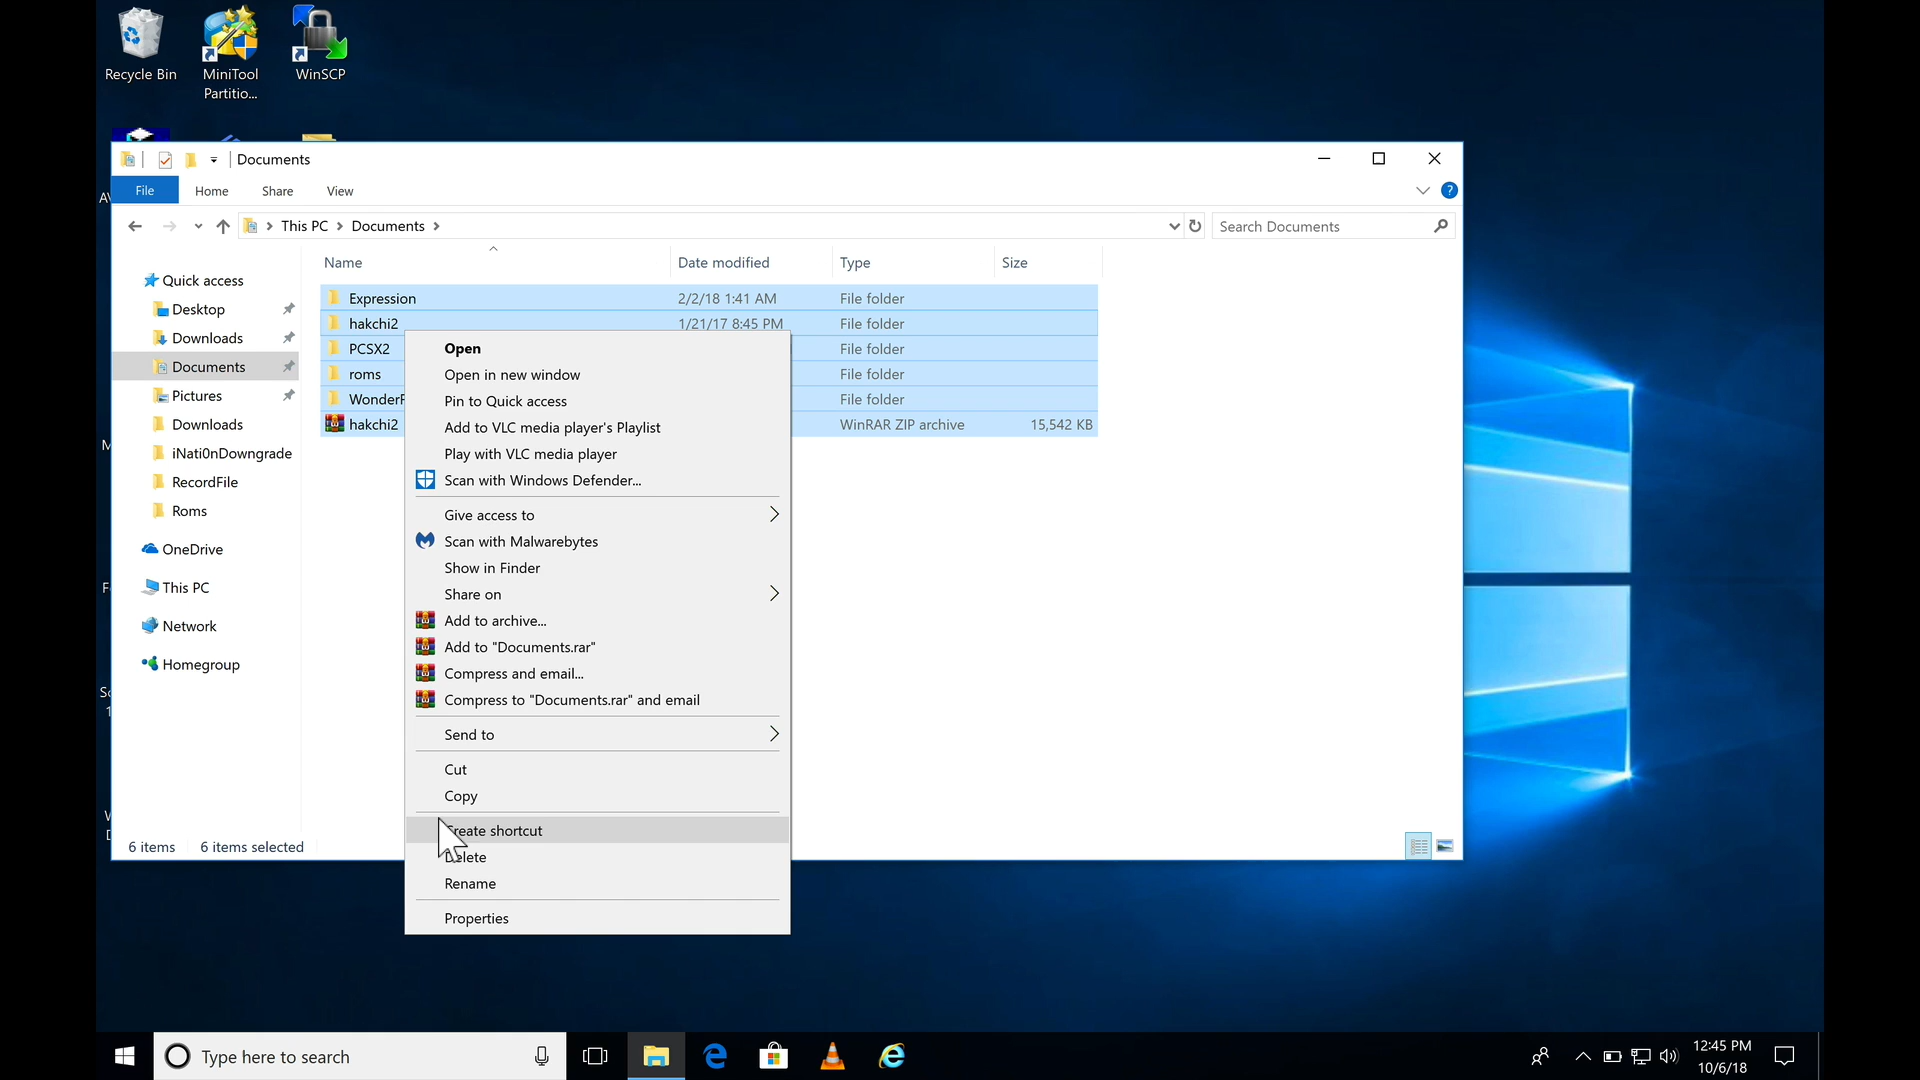 Recycle Bin
MiniTool
Partitio...
WinSCP
Documents
File
Home
Share
View
?
This PC
Documents
Search Documents
Name
Date modified
Type
Size
Quick access
Desktop
Downloads
Documents
Pictures
Downloads
iNati0nDowngrade
RecordFile
Roms
OneDrive
This PC
Network
Homegroup
Expression 2/2/18 1:41 AM File folder
hakchi2 1/21/17 8:45 PM File folder
PCSX2 File folder
roms File folder
File folder
hakchi2 WinRAR ZIP archive 15,542 KB
Open
Open in new window
Pin to Quick access
Add to VLC media player's Playlist
Play with VLC media player
Scan with Windows Defender...
Give access to
Scan with Malwarebytes
Show in Finder
Share on
Add to archive...
Add to "Documents.rar"
Compress and email...
Compress to "Documents.rar" and email
Send to
Cut
Copy
Create shortcut
Delete
Rename
Properties
6 items
6 items selected
Type here to search
12:45 PM
10/6/18